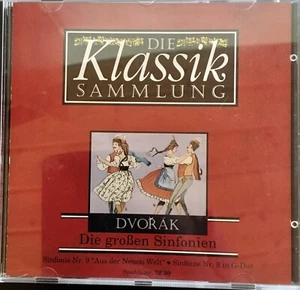 DIE
Klassik
SAMMLUNG
DVOŘÁK
Die großen Sinfonien
Sinfonie Nr. 9 "Aus der Neuen Welt" • Sinfonie Nr. 8 in G-Dur